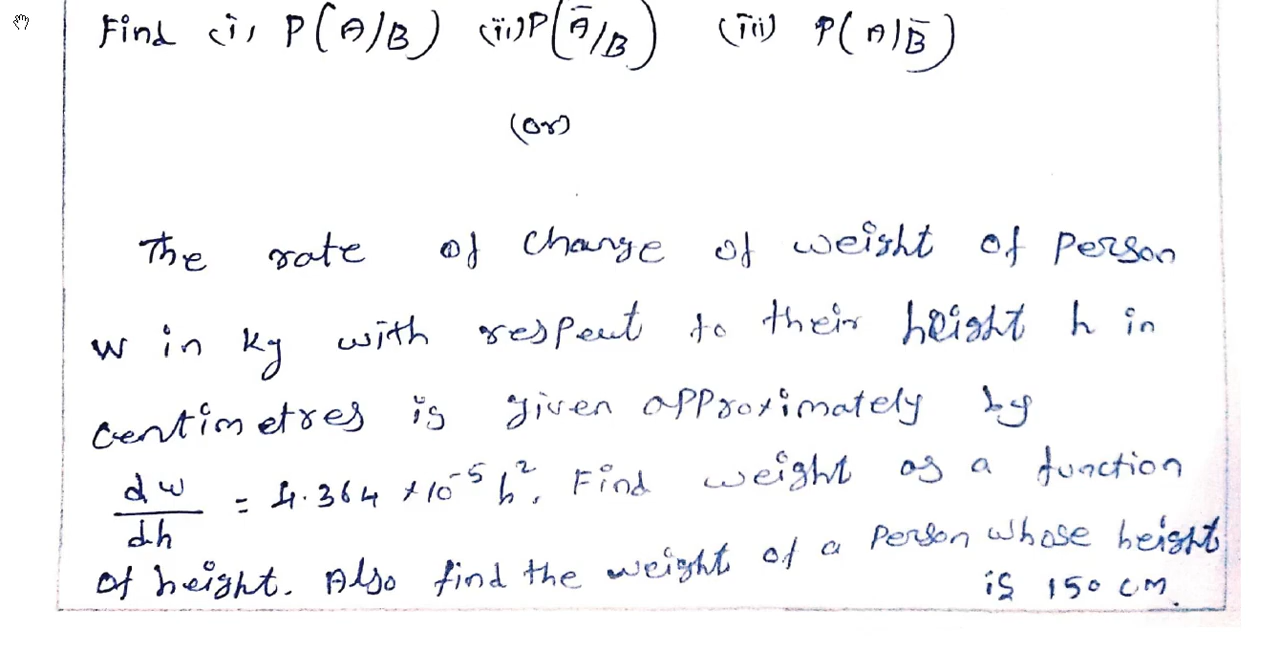 Find (i) P(A/B) (ii) P(Ā/B) (iii) P(A/B̄)
(or)
The rate of change of weight of person
w in kg with respect to their height h in
centimetres is given approximately by
dw/dh = 4.364 × 10⁻⁵ h². Find weight as a function
of height. Also find the weight of a person whose height
is 150 cm.